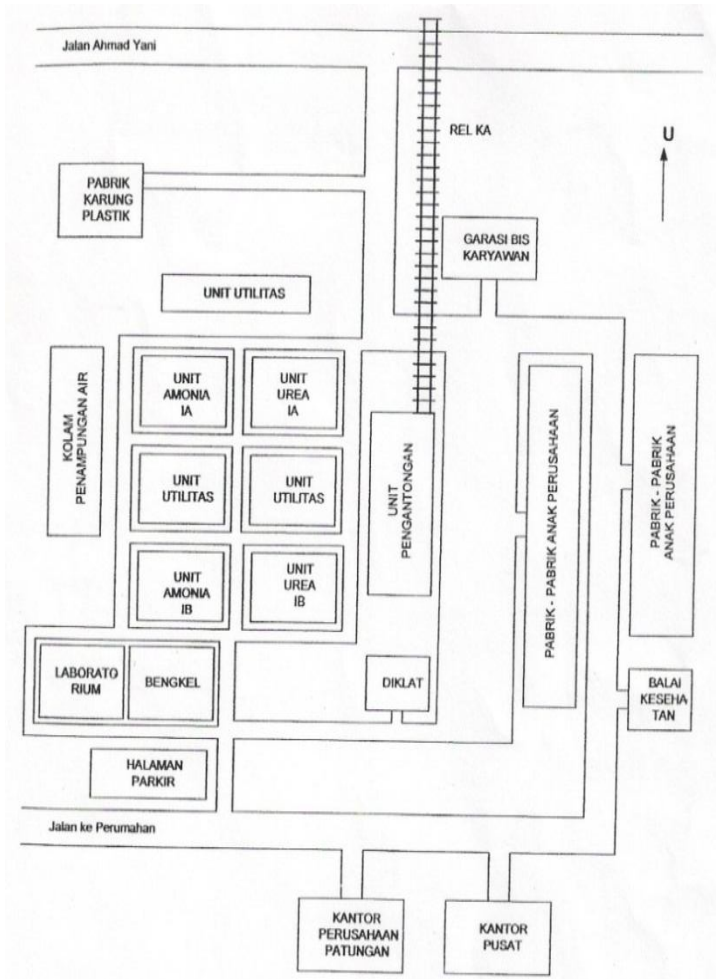 Jalan Ahmad Yani
REL KA
U
PABRIK
KARUNG
PLASTIK
GARASI BIS
KARYAWAN
UNIT UTILITAS
KOLAM
PENAMPUNGAN AIR
UNIT
AMONIA
IA
UNIT
UREA
IA
UNIT
UTILITAS
UNIT
UTILITAS
UNIT
AMONIA
IB
UNIT
UREA
IB
UNIT
PENGANTONGAN
PABRIK - PABRIK ANAK PERUSAHAAN
PABRIK - PABRIK
ANAK PERUSAHAAN
LABORATO
RIUM
BENGKEL
DIKLAT
BALAI
KESEHA
TAN
HALAMAN
PARKIR
Jalan ke Perumahan
KANTOR
PERUSAHAAN
PATUNGAN
KANTOR
PUSAT